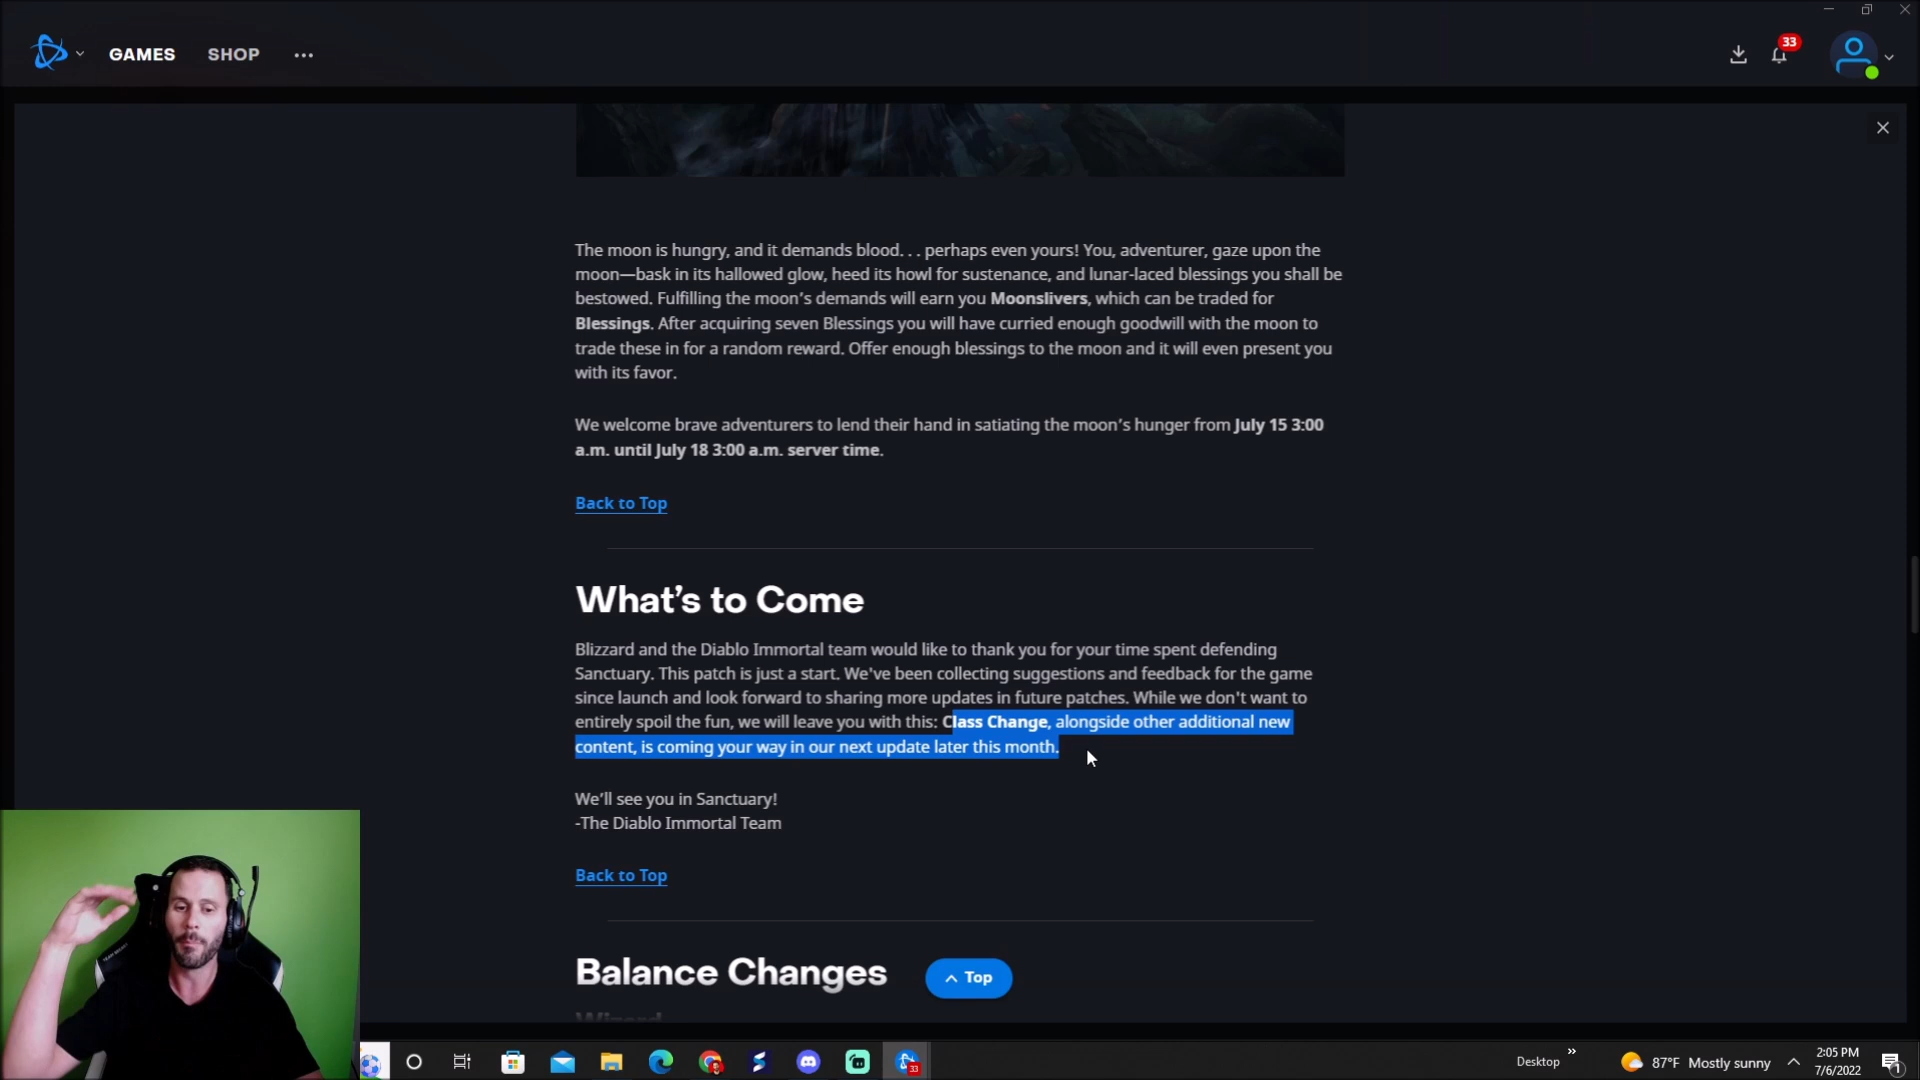 GAMES SHOP ...
33
The moon is hungry, and it demands blood. . . perhaps even yours! You, adventurer, gaze upon the
moon—bask in its hallowed glow, heed its howl for sustenance, and lunar-laced blessings you shall be
bestowed. Fulfilling the moon's demands will earn you Moonslivers, which can be traded for
Blessings. After acquiring seven Blessings you will have curried enough goodwill with the moon to
trade these in for a random reward. Offer enough blessings to the moon and it will even present you
with its favor.
We welcome brave adventurers to lend their hand in satiating the moon's hunger from July 15 3:00
a.m. until July 18 3:00 a.m. server time.
Back to Top
What's to Come
Blizzard and the Diablo Immortal team would like to thank you for your time spent defending
Sanctuary. This patch is just a start. We've been collecting suggestions and feedback for the game
since launch and look forward to sharing more updates in future patches. While we don't want to
entirely spoil the fun, we will leave you with this: Class Change, alongside other additional new
content, is coming your way in our next update later this month.
We'll see you in Sanctuary!
-The Diablo Immortal Team
Back to Top
Balance Changes
Top
Wizard
33
Desktop
87°F Mostly sunny
2:05 PM
7/6/2022
1